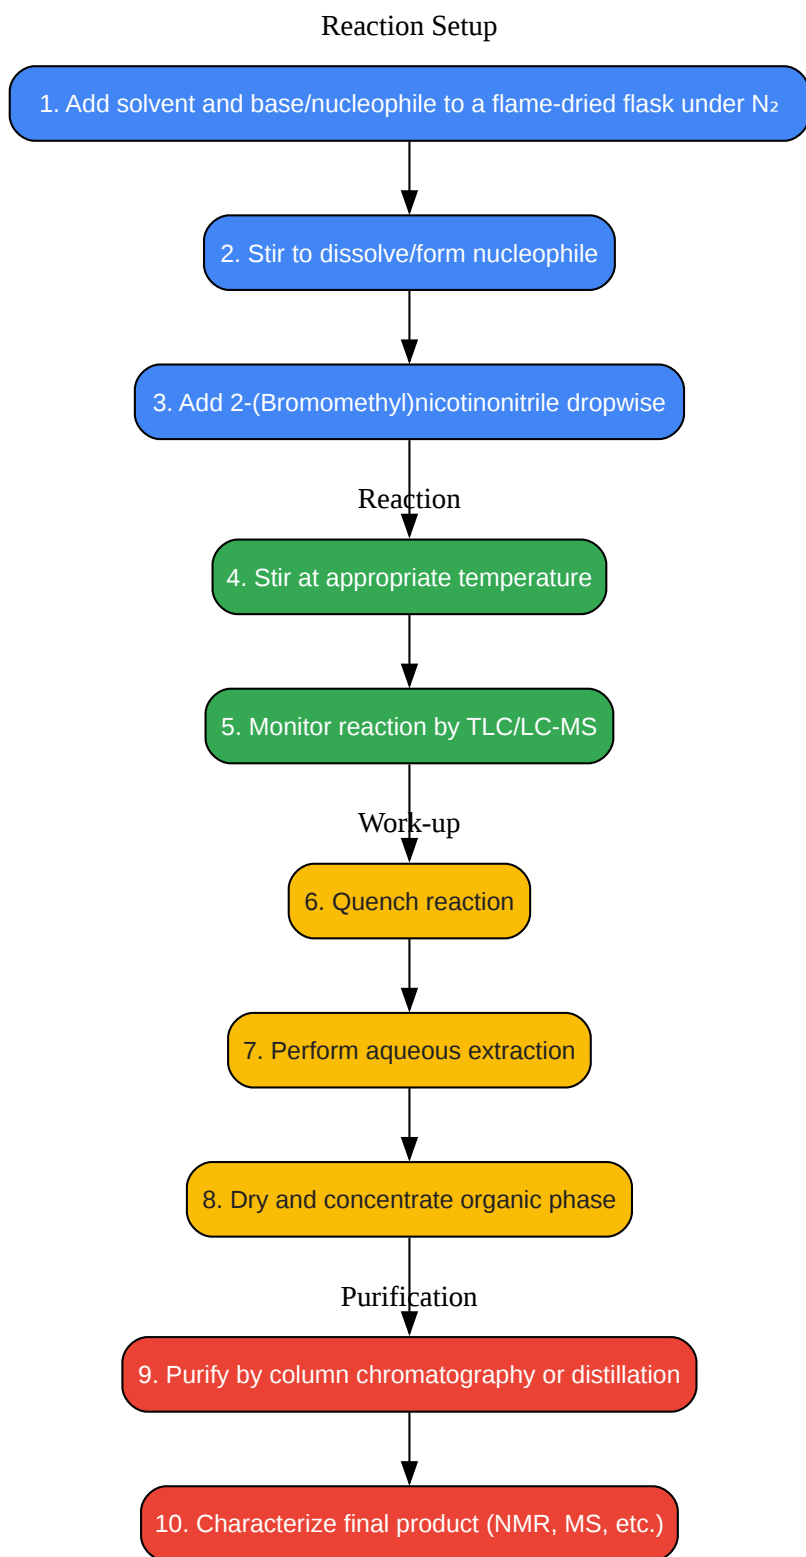 Reaction Setup
1. Add solvent and base/nucleophile to a flame-dried flask under N₂
2. Stir to dissolve/form nucleophile
3. Add 2-(Bromomethyl)nicotinonitrile dropwise
Reaction
4. Stir at appropriate temperature
5. Monitor reaction by TLC/LC-MS
Work-up
6. Quench reaction
7. Perform aqueous extraction
8. Dry and concentrate organic phase
Purification
9. Purify by column chromatography or distillation
10. Characterize final product (NMR, MS, etc.)